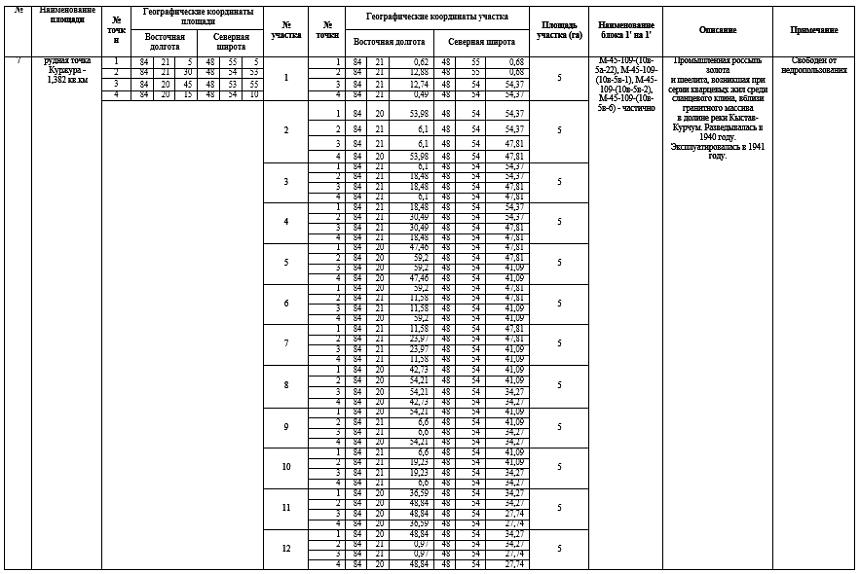 № Наименование площади № точки н Географические координаты площади № участка № точки Географические координаты участка Площадь участка (га) Наименование блока 1' на 1' Описание Примечание
Восточная долгота Северная широта Восточная долгота Северная широта
7 рудная точка Куржура - 1,382 кв.км
1 84 21 5 48 55 5
2 84 21 30 48 54 53
3 84 20 45 48 53 55
4 84 20 15 48 54 10
1 5
1 84 21 0,62 48 55 0,68
2 84 21 12,88 48 55 0,68
3 84 21 12,74 48 54 54,37
4 84 21 0,49 48 54 54,37
2 5
1 84 20 53,98 48 54 54,37
2 84 21 6,1 48 54 54,37
3 84 21 6,1 48 54 47,81
4 84 20 53,98 48 54 47,81
3 5
1 84 21 6,1 48 54 54,37
2 84 21 18,48 48 54 54,37
3 84 21 18,48 48 54 47,81
4 84 21 6,1 48 54 47,81
4 5
1 84 21 18,48 48 54 54,37
2 84 21 30,49 48 54 54,37
3 84 21 30,49 48 54 47,81
4 84 21 18,48 48 54 47,81
5 5
1 84 20 47,46 48 54 47,81
2 84 20 59,2 48 54 47,81
3 84 20 59,2 48 54 41,09
4 84 20 47,46 48 54 41,09
6 5
1 84 20 59,2 48 54 47,81
2 84 21 11,58 48 54 47,81
3 84 21 11,58 48 54 41,09
4 84 20 59,2 48 54 41,09
7 5
1 84 21 11,58 48 54 47,81
2 84 21 23,97 48 54 47,81
3 84 21 23,97 48 54 41,09
4 84 21 11,58 48 54 41,09
8 5
1 84 20 42,73 48 54 41,09
2 84 20 54,21 48 54 41,09
3 84 20 54,21 48 54 34,27
4 84 20 42,73 48 54 34,27
9 5
1 84 20 54,21 48 54 41,09
2 84 21 6,6 48 54 41,09
3 84 21 6,6 48 54 34,27
4 84 20 54,21 48 54 34,27
10 5
1 84 21 6,6 48 54 41,09
2 84 21 19,23 48 54 41,09
3 84 21 19,23 48 54 34,27
4 84 21 6,6 48 54 34,27
11 5
1 84 20 36,59 48 54 34,27
2 84 20 48,84 48 54 34,27
3 84 20 48,84 48 54 27,74
4 84 20 36,59 48 54 27,74
12 5
1 84 20 48,84 48 54 34,27
2 84 21 0,97 48 54 34,27
3 84 21 0,97 48 54 27,74
4 84 20 48,84 48 54 27,74
М-45-109-(10в-
5а-22), М-45-109-
(10в-5в-1), М-45-
109-(10в-5в-2),
М-45-109-(10в-
5в-6) - частично
Промышленная россыпь
золота
и шеелита, возникшая при
серии кварцевых жил среди
сланцевого клина, вблизи
гранитного массива
в долине реки Кыстав-
Курчум. Разведывалась в
1940 году.
Эксплуатировалась в 1941
году.
Свободен от
недропользования